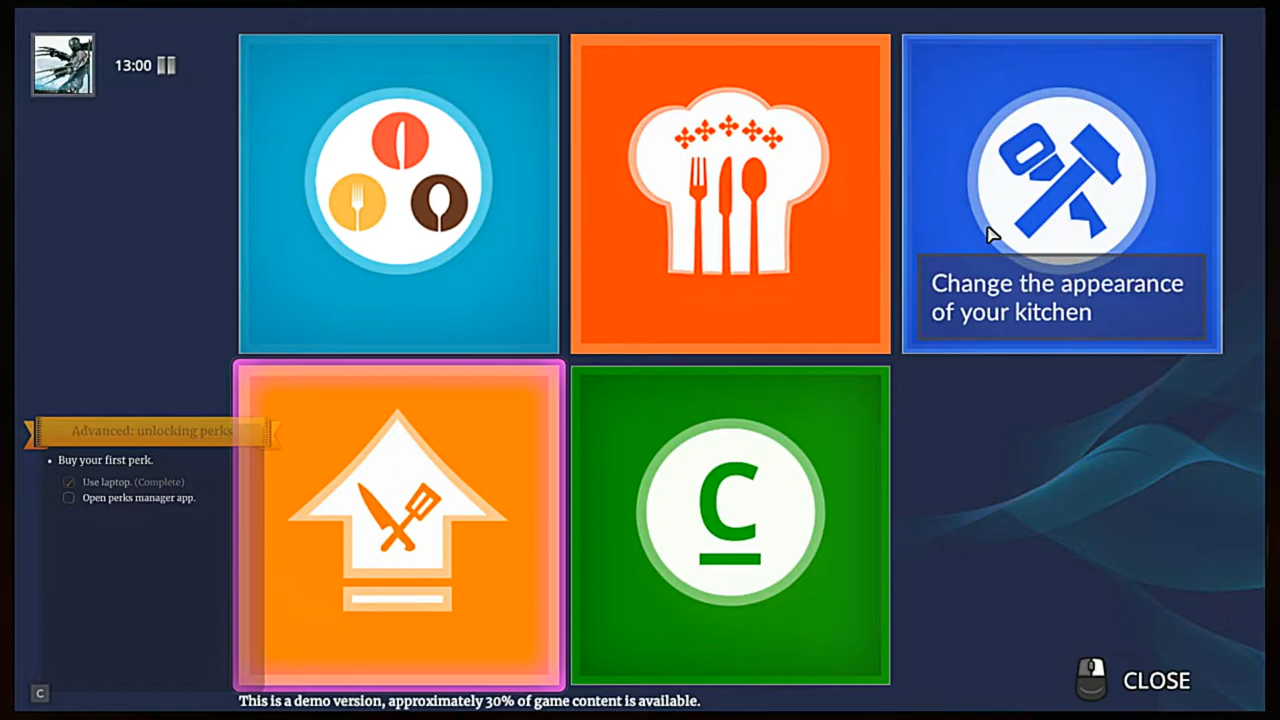 13:00
Change the appearance
of your kitchen
Advanced: unlocking perks
• Buy your first perk.
Use laptop. (Complete)
Open perks manager app.
C
C
This is a demo version, approximately 30% of game content is available.
CLOSE